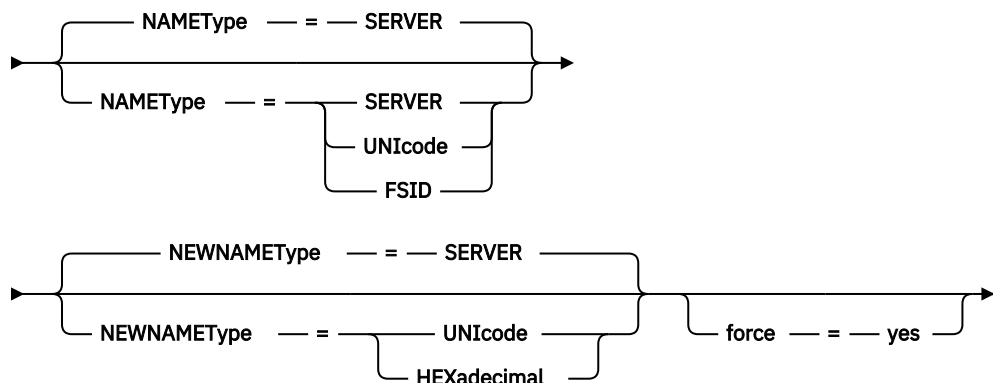 NAMEType = SERVER
NAMEType = SERVER
UNIcode
FSID
NEWNAMEType = SERVER
NEWNAMEType = UNIcode force = yes
HEXadecimal